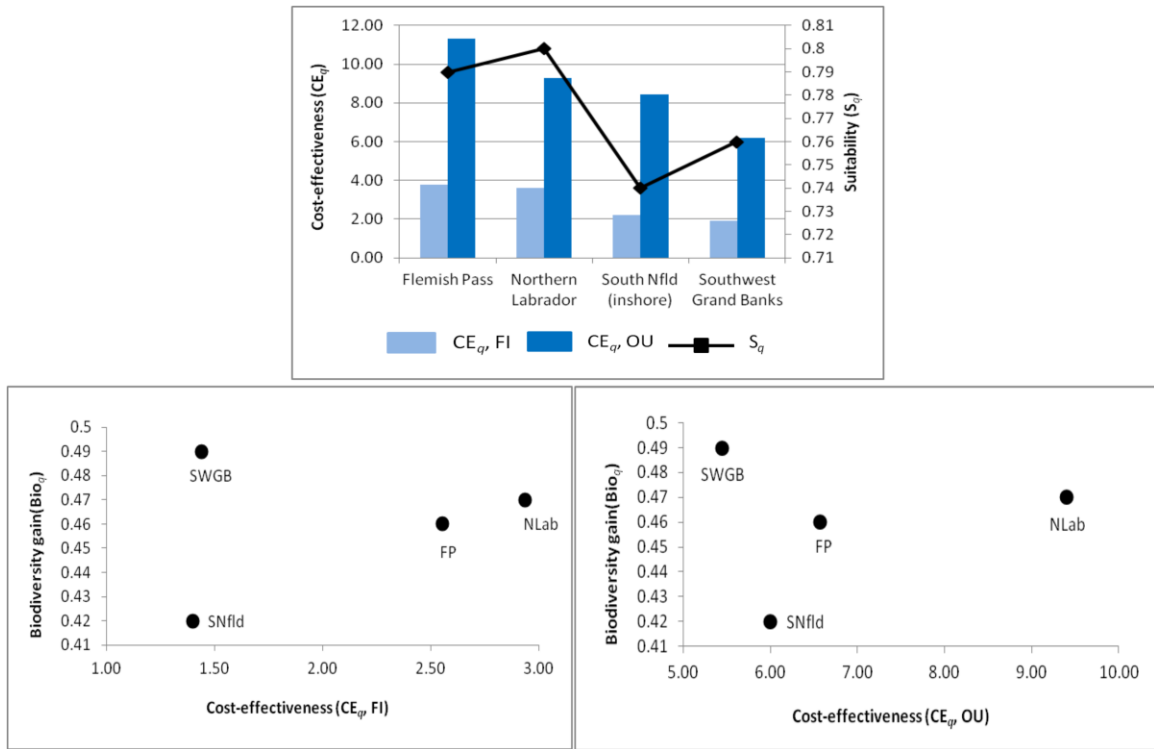 12.00
10.00
8.00
6.00
4.00
2.00
0.00
Cost-effectiveness (CEq)
0.81
0.8
0.79
0.78
0.77
0.76
0.75
0.74
0.73
0.72
0.71
Suitability (Sq)
Flemish Pass
Northern
Labrador
South Nfld
(inshore)
Southwest
Grand Banks
CEq, FI
CEq, OU
Sq
Biodiversity gain(Bioq)
0.5
0.49
0.48
0.47
0.46
0.45
0.44
0.43
0.42
0.41
SWGB
NLab
FP
SNfld
1.00
1.50
2.00
2.50
3.00
Cost-effectiveness (CEq, FI)
Biodiversity gain(Bioq)
0.5
0.49
0.48
0.47
0.46
0.45
0.44
0.43
0.42
0.41
SWGB
NLab
FP
SNfld
5.00
6.00
7.00
8.00
9.00
10.00
Cost-effectiveness (CEq, OU)